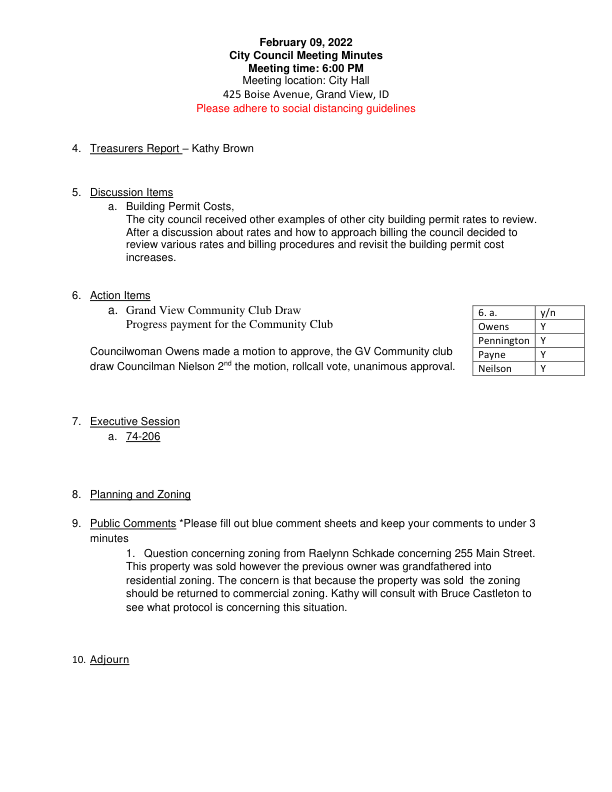 February 09, 2022
City Council Meeting Minutes
Meeting time: 6:00 PM
Meeting location: City Hall
425 Boise Avenue, Grand View, ID
Please adhere to social distancing guidelines
4. Treasurers Report – Kathy Brown
5. Discussion Items
a. Building Permit Costs,
The city council received other examples of other city building permit rates to review.
After a discussion about rates and how to approach billing the council decided to
review various rates and billing procedures and revisit the building permit cost
increases.
6. Action Items
a. Grand View Community Club Draw
Progress payment for the Community Club
Councilwoman Owens made a motion to approve, the GV Community club
draw Councilman Nielson 2nd the motion, rollcall vote, unanimous approval.
6. a. y/n
Owens Y
Pennington Y
Payne Y
Neilson Y
7. Executive Session
a. 74-206
8. Planning and Zoning
9. Public Comments *Please fill out blue comment sheets and keep your comments to under 3
minutes
1. Question concerning zoning from Raelynn Schkade concerning 255 Main Street.
This property was sold however the previous owner was grandfathered into
residential zoning. The concern is that because the property was sold the zoning
should be returned to commercial zoning. Kathy will consult with Bruce Castleton to
see what protocol is concerning this situation.
10. Adjourn